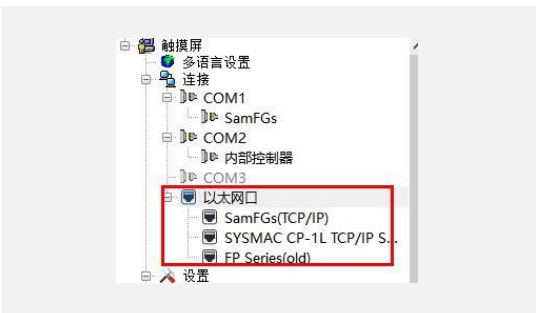 触摸屏
多语言设置
连接
COM1
SamFGs
COM2
内部控制器
COM3
以太网口
SamFGs(TCP/IP)
SYSMAC CP-1L TCP/IP S...
FP Series(old)
设置